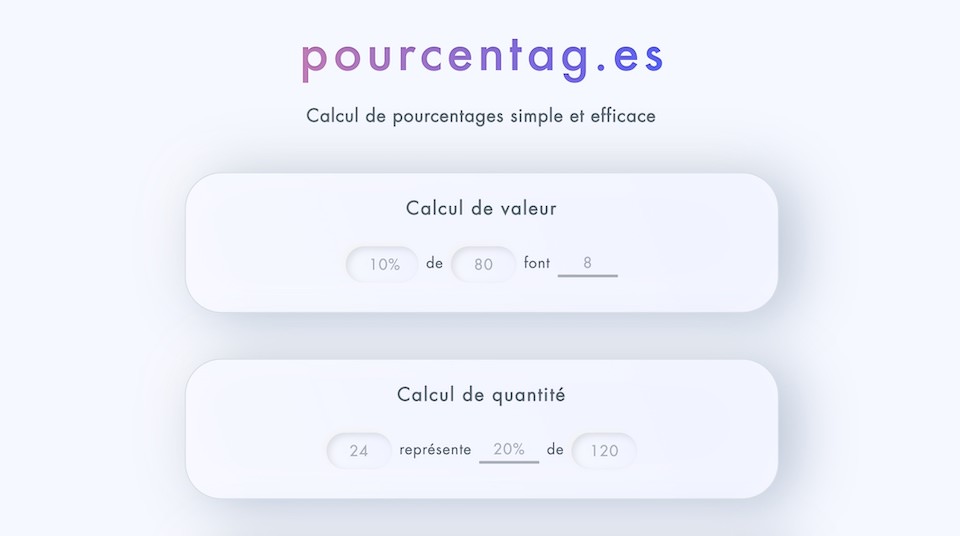 pourcentag.es
Calcul de pourcentages simple et efficace
Calcul de valeur
10% de 80 font 8
Calcul de quantité
24 représente 20% de 120